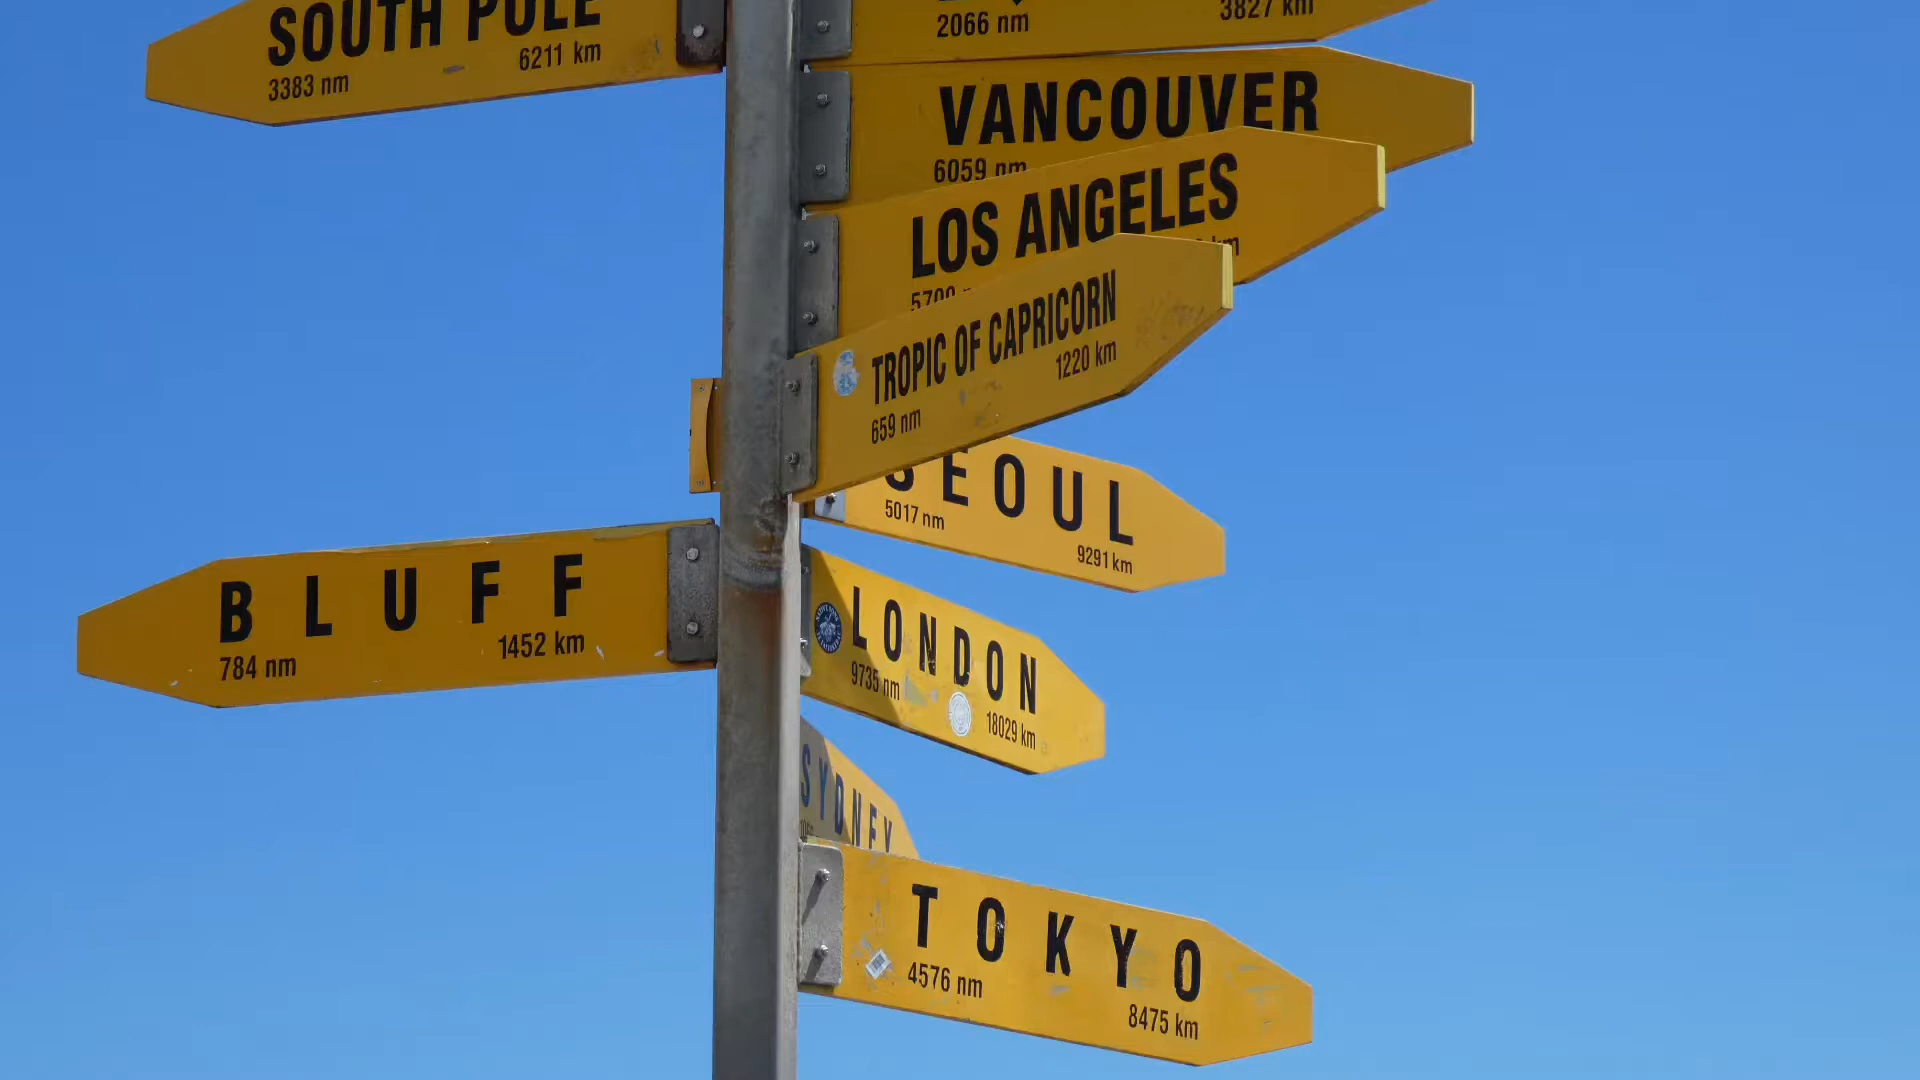 SOUTH POLE
3383 nm 6211 km
2066 nm 3827 km
VANCOUVER
6059 nm
LOS ANGELES
km
TROPIC OF CAPRICORN
659 nm 1220 km
SEOUL
5017 nm 9291 km
BLUFF
784 nm 1452 km
LONDON
9735 nm 18029 km
SYDNEY
TOKYO
4576 nm 8475 km